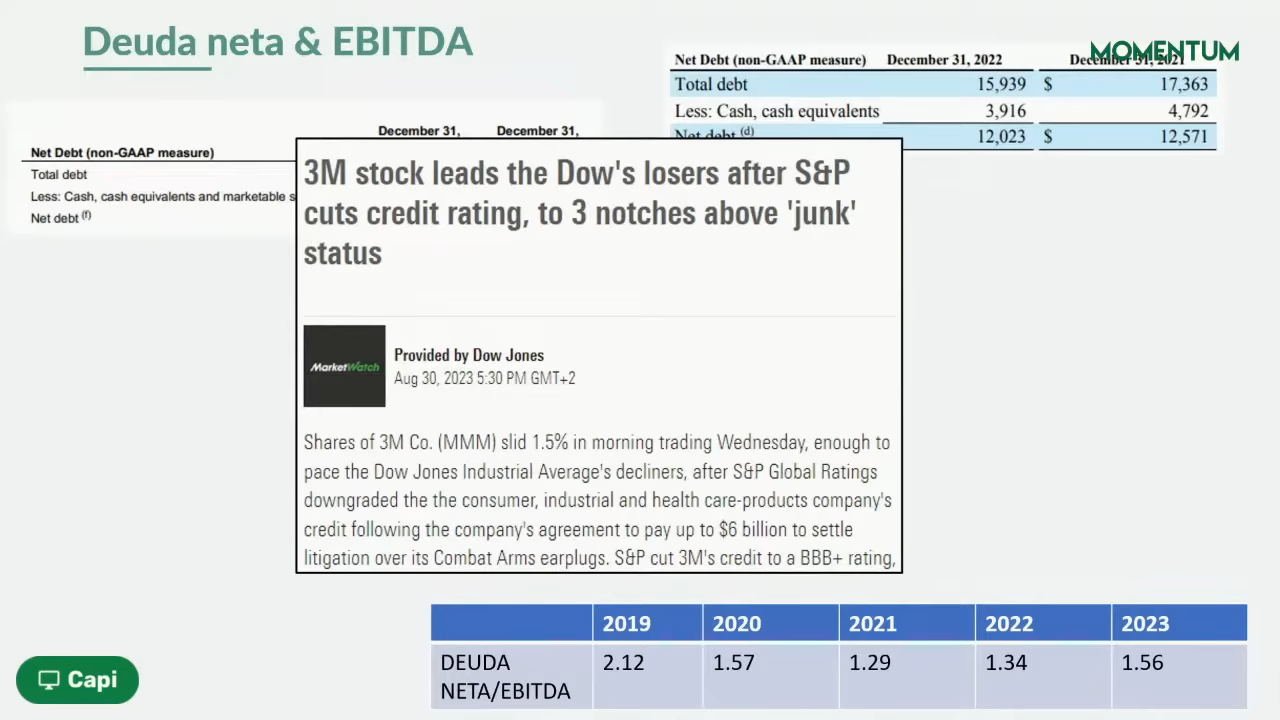 Deuda neta & EBITDA
MOMENTUM
Net Debt (non-GAAP measure) December 31, 2022 December 31, 2021
Total debt 15,939 $ 17,363
Less: Cash, cash equivalents 3,916 4,792
Net debt (d) 12,023 $ 12,571
December 31, December 31,
Net Debt (non-GAAP measure)
Total debt
Less: Cash, cash equivalents and marketable s
Net debt (f)
3M stock leads the Dow's losers after S&P
cuts credit rating, to 3 notches above 'junk'
status
MarketWatch
Provided by Dow Jones
Aug 30, 2023 5:30 PM GMT+2
Shares of 3M Co. (MMM) slid 1.5% in morning trading Wednesday, enough to
pace the Dow Jones Industrial Average's decliners, after S&P Global Ratings
downgraded the the consumer, industrial and health care-products company's
credit following the company's agreement to pay up to $6 billion to settle
litigation over its Combat Arms earplugs. S&P cut 3M's credit to a BBB+ rating,
2019 2020 2021 2022 2023
DEUDA 2.12 1.57 1.29 1.34 1.56
NETA/EBITDA
Capi